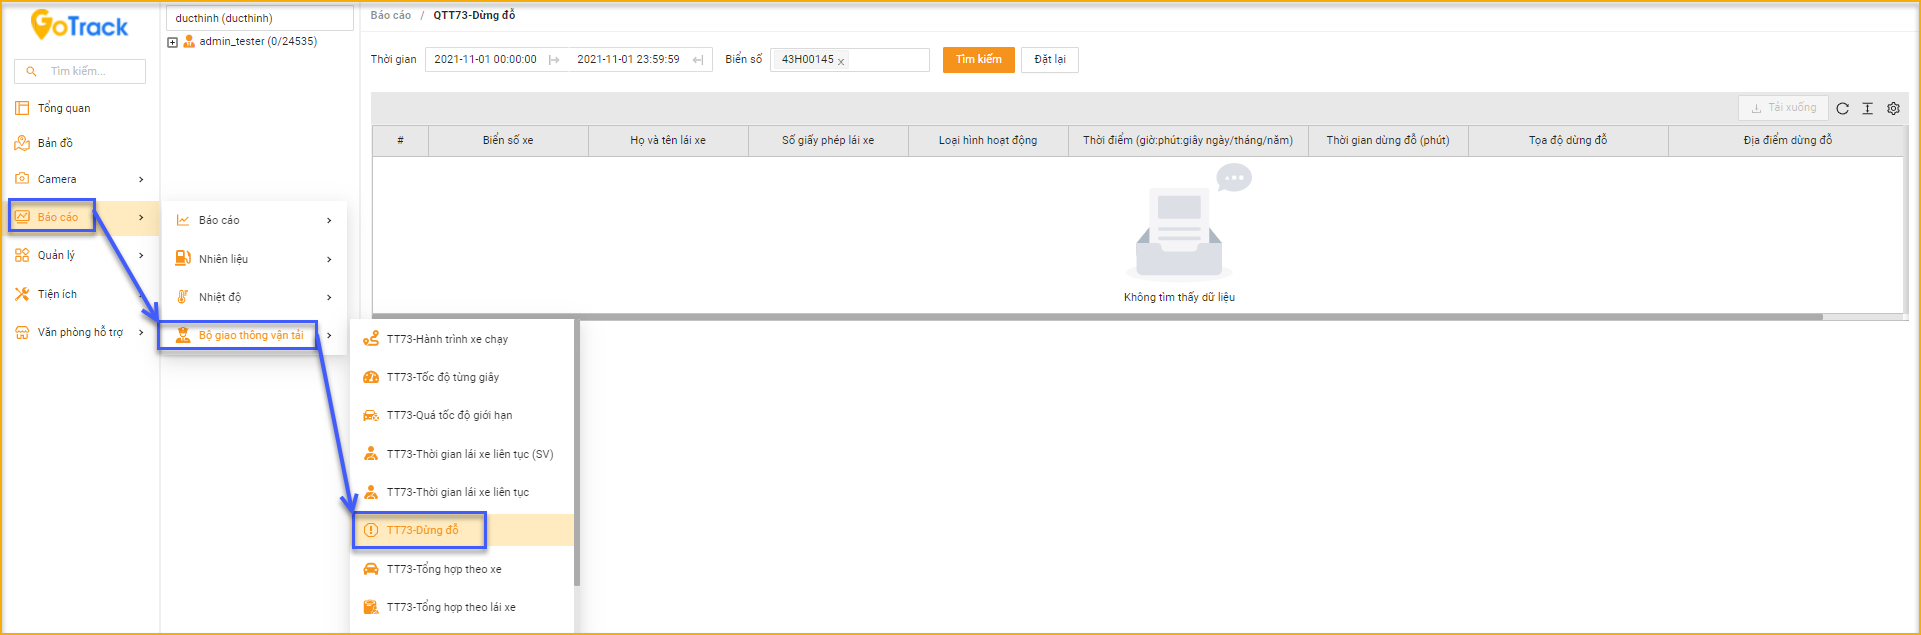 GoTrack
Tìm kiếm...
Tổng quan
Bản đồ
Camera
Báo cáo
Quản lý
Tiện ích
Văn phòng hỗ trợ
ducthinh (ducthinh)
admin_tester (0/24535)
Báo cáo
Nhiên liệu
Nhiệt độ
Bộ giao thông vận tải
TT73-Hành trình xe chạy
TT73-Tốc độ từng giây
TT73-Quá tốc độ giới hạn
TT73-Thời gian lái xe liên tục (SV)
TT73-Thời gian lái xe liên tục
TT73-Dừng đỗ
TT73-Tổng hợp theo xe
TT73-Tổng hợp theo lái xe
Báo cáo / QTT73-Dừng đỗ
Thời gian 2021-11-01 00:00:00 2021-11-01 23:59:59 Biển số 43H00145 x Tìm kiếm Đặt lại
Tải xuống
# Biển số xe Họ và tên lái xe Số giấy phép lái xe Loại hình hoạt động Thời điểm (giờ:phút:giây ngày/tháng/năm) Thời gian dừng đỗ (phút) Tọa độ dừng đỗ Địa điểm dừng đỗ
Không tìm thấy dữ liệu